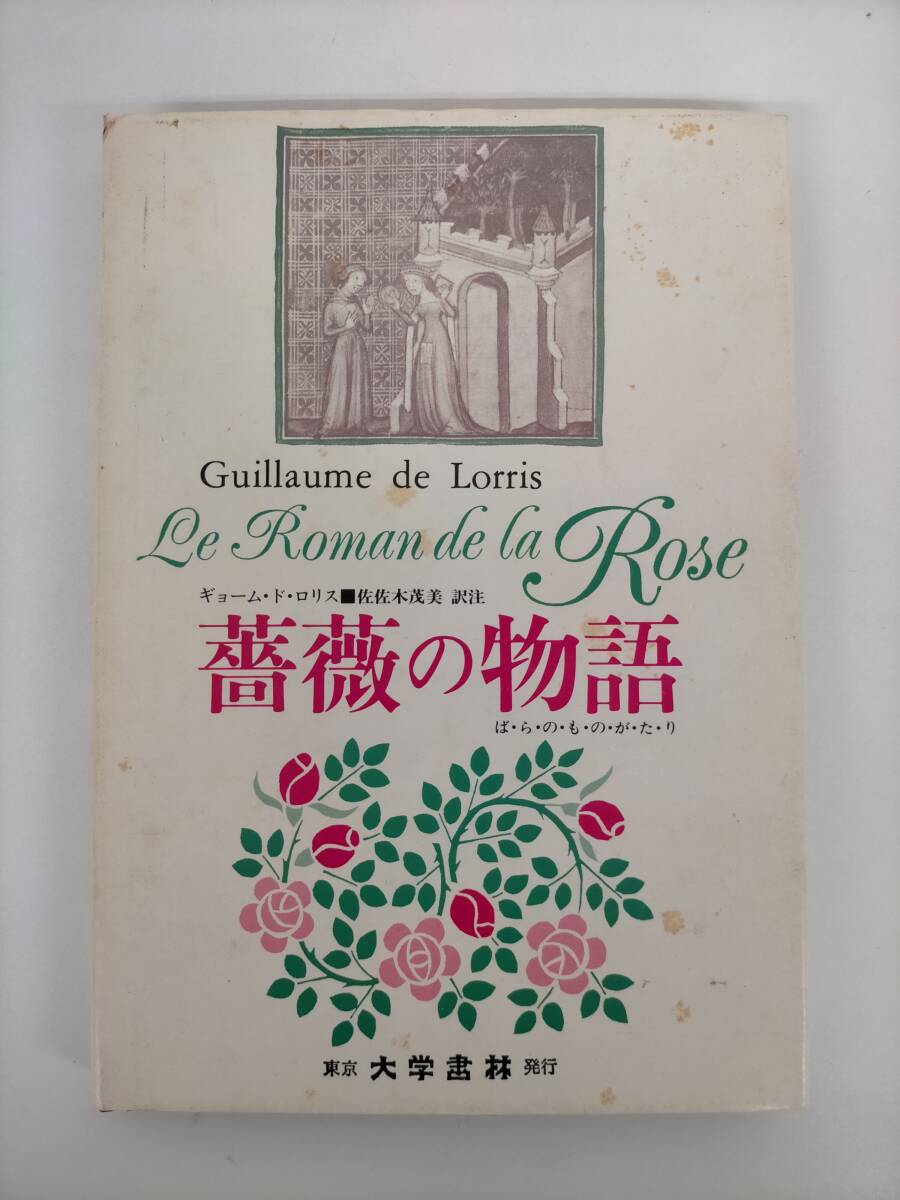 Guillaume de Lorris
Le Roman de la Rose
ギョーム・ド・ロリス■佐佐木茂美 訳注
薔薇の物語
ば・ら・の・も・の・が・た・り
東京 大学書林 発行